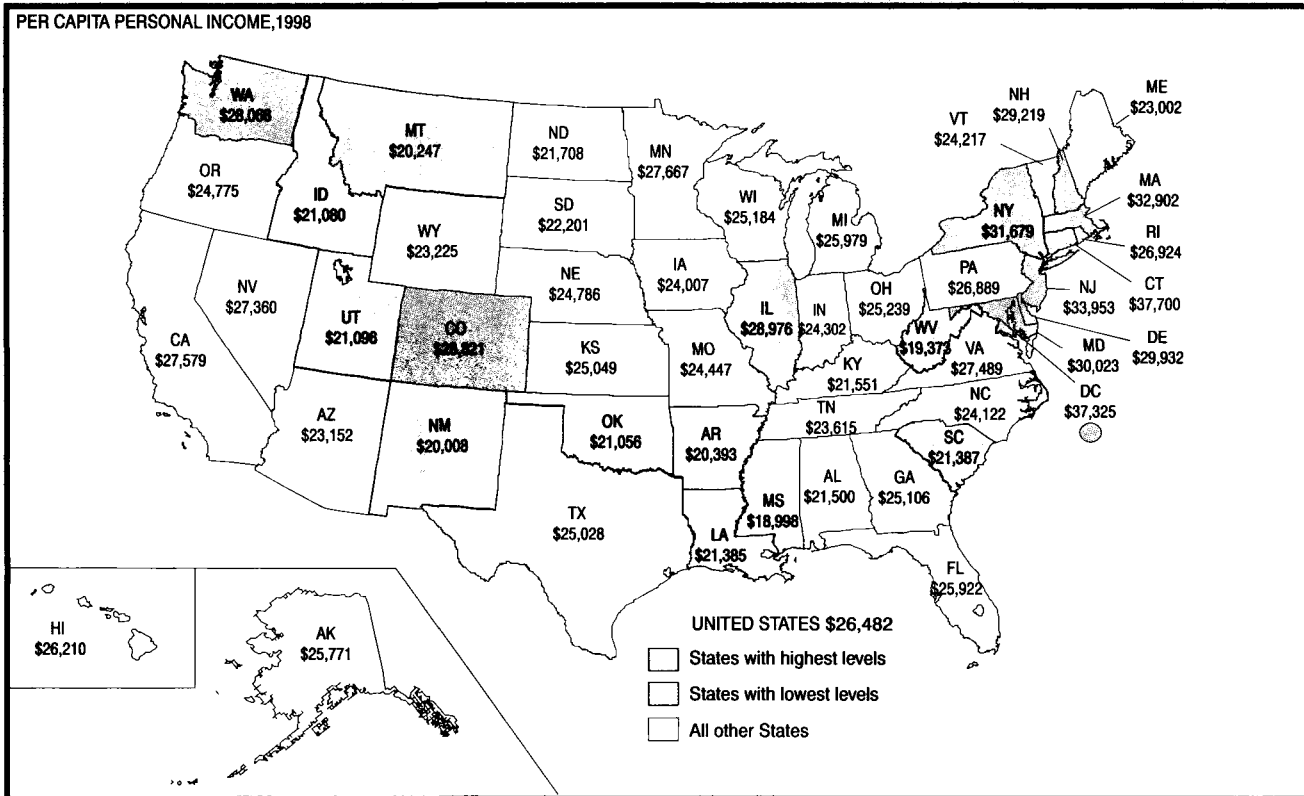 PER CAPITA PERSONAL INCOME,1998
WA
MT
$20,247
ND
$21,708
MN
$27,667
VT
$24,217
NH
$29,219
ME
$23,002
OR
$24,775
ID
$21,080
WY
$23,225
SD
$22,201
WI
$25,184
MI
$25,979
NY
$31,679
MA
$32,902
RI
$26,924
CT
$37,700
NJ
$33,953
DE
$29,932
MD
$30,023
DC
$37,325
PA
$26,889
NV
$27,360
UT
$21,096
CO
NE
$24,786
IA
$24,007
IL
$28,976
IN
$24,302
OH
$25,239
WV
$19,373
VA
$27,489
CA
$27,579
KS
$25,049
MO
$24,447
KY
$21,551
NC
$24,122
TN
$23,615
SC
$21,387
AZ
$23,152
NM
$20,008
OK
$21,056
AR
$20,393
MS
$18,998
AL
$21,500
GA
$25,106
TX
$25,028
LA
$21,385
FL
$25,922
HI
$26,210
AK
$25,771
UNITED STATES $26,482
States with highest levels
States with lowest levels
All other States